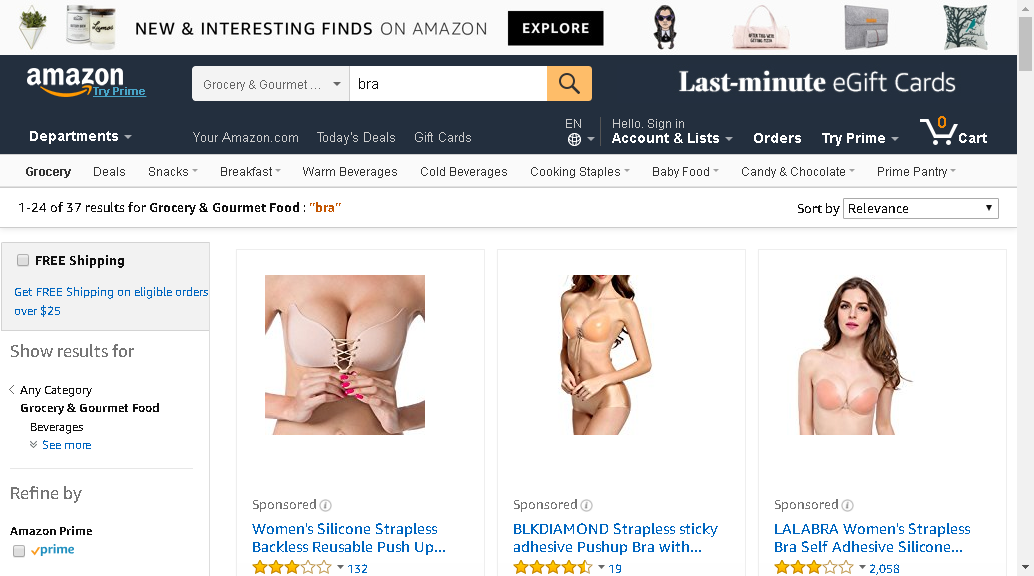 NEW & INTERESTING FINDS ON AMAZON EXPLORE
amazon
Try Prime
Grocery & Gourmet ... bra
Last-minute eGift Cards
Departments Your Amazon.com Today's Deals Gift Cards
EN
Hello. Sign in
Account & Lists Orders Try Prime 0 Cart
Grocery Deals Snacks Breakfast Warm Beverages Cold Beverages Cooking Staples Baby Food Candy & Chocolate Prime Pantry
1-24 of 37 results for Grocery & Gourmet Food : "bra"
Sort by Relevance
FREE Shipping
Get FREE Shipping on eligible orders
over $25
Show results for
Any Category
Grocery & Gourmet Food
Beverages
See more
Refine by
Amazon Prime
prime
Sponsored
Women's Silicone Strapless
Backless Reusable Push Up...
132
Sponsored
BLKDIAMOND Strapless sticky
adhesive Pushup Bra with...
19
Sponsored
LALABRA Women's Strapless
Bra Self Adhesive Silicone...
2,058